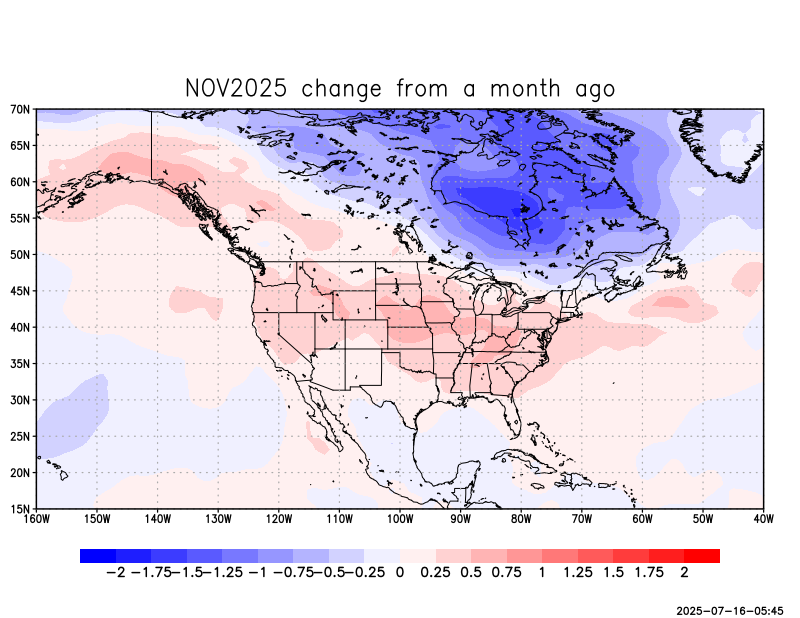 NOV2025 change from a month ago
70N
65N
60N
55N
50N
45N
40N
35N
30N
25N
20N
15N
160W 150W 140W 130W 120W 110W 100W 90W 80W 70W 60W 50W 40W
−2 −1.75 −1.5 −1.25 −1 −0.75 −0.5 −0.25 0 0.25 0.5 0.75 1 1.25 1.5 1.75 2
2025-07-16-05:45